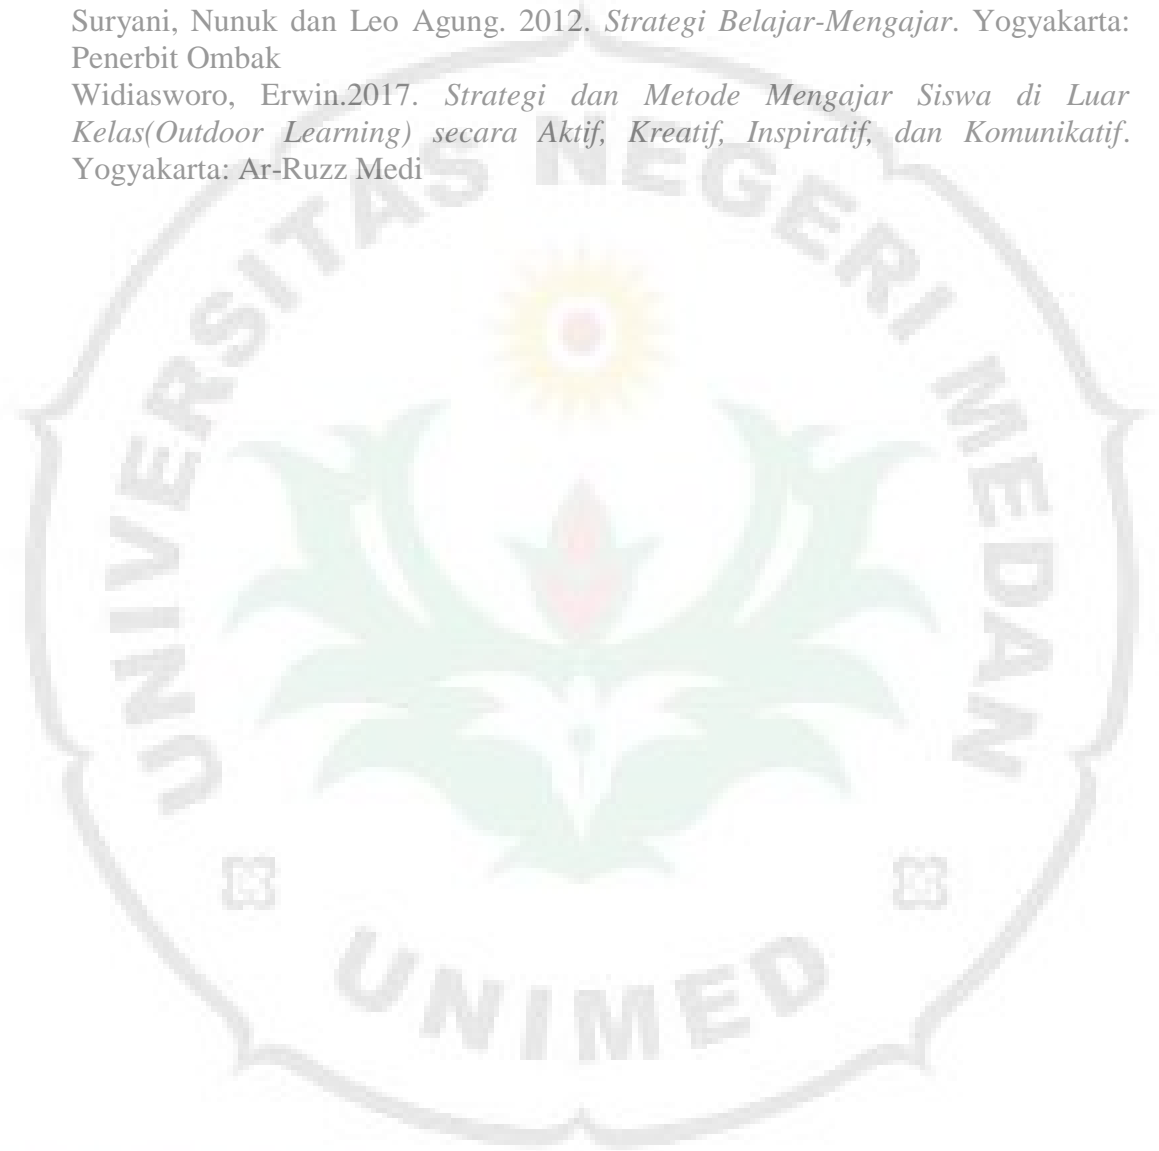 Suryani, Nunuk dan Leo Agung. 2012. Strategi Belajar-Mengajar. Yogyakarta:
Penerbit Ombak
Widiasworo, Erwin.2017. Strategi dan Metode Mengajar Siswa di Luar
Kelas(Outdoor Learning) secara Aktif, Kreatif, Inspiratif, dan Komunikatif.
Yogyakarta: Ar-Ruzz Medi
UNIVERSITAS NEGERI MEDAN
UNIMED